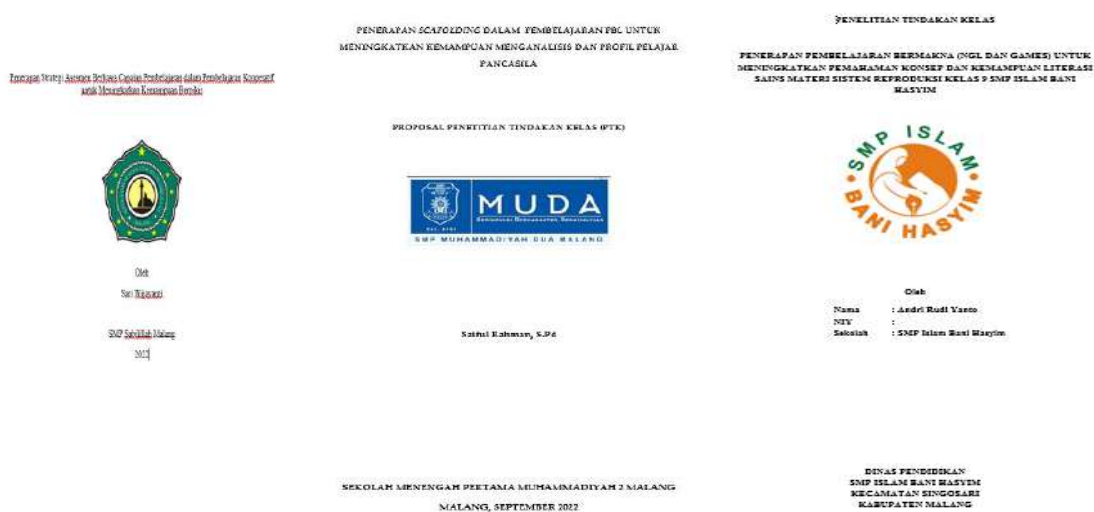 Penerapan Strategi Asesmen Berbasis Capaian Pembelajaran dalam Pembelajaran Kooperatif
untuk Meningkatkan Kemampuan Berpikir
Oleh
Sari Wijayanti
SMP Sabilillah Malang
2022
PENERAPAN SCAFOLDING DALAM PEMBELAJARAN PBL UNTUK
MENINGKATKAN KEMAMPUAN MENGANALISIS DAN PROFIL PELAJAR
PANCASILA
PROPOSAL PENELITIAN TINDAKAN KELAS (PTK)
MUDA
SMP MUHAMMADIYAH DUA MALANG
Saiful Rahman, S.Pd
SEKOLAH MENENGAH PERTAMA MUHAMMADIYAH 2 MALANG
MALANG, SEPTEMBER 2022
PENELITIAN TINDAKAN KELAS
PENERAPAN PEMBELAJARAN BERMAKNA (NGL DAN GAMES) UNTUK
MENINGKATKAN PEMAHAMAN KONSEP DAN KEMAMPUAN LITERASI
SAINS MATERI SISTEM REPRODUKSI KELAS 9 SMP ISLAM BANI
HASYIM
SMP ISLAM
BANI HASYIM
Oleh
Nama : Andri Rudi Yanto
NIY :
Sekolah : SMP Islam Bani Hasyim
DINAS PENDIDIKAN
SMP ISLAM BANI HASYIM
KECAMATAN SINGOSARI
KABUPATEN MALANG